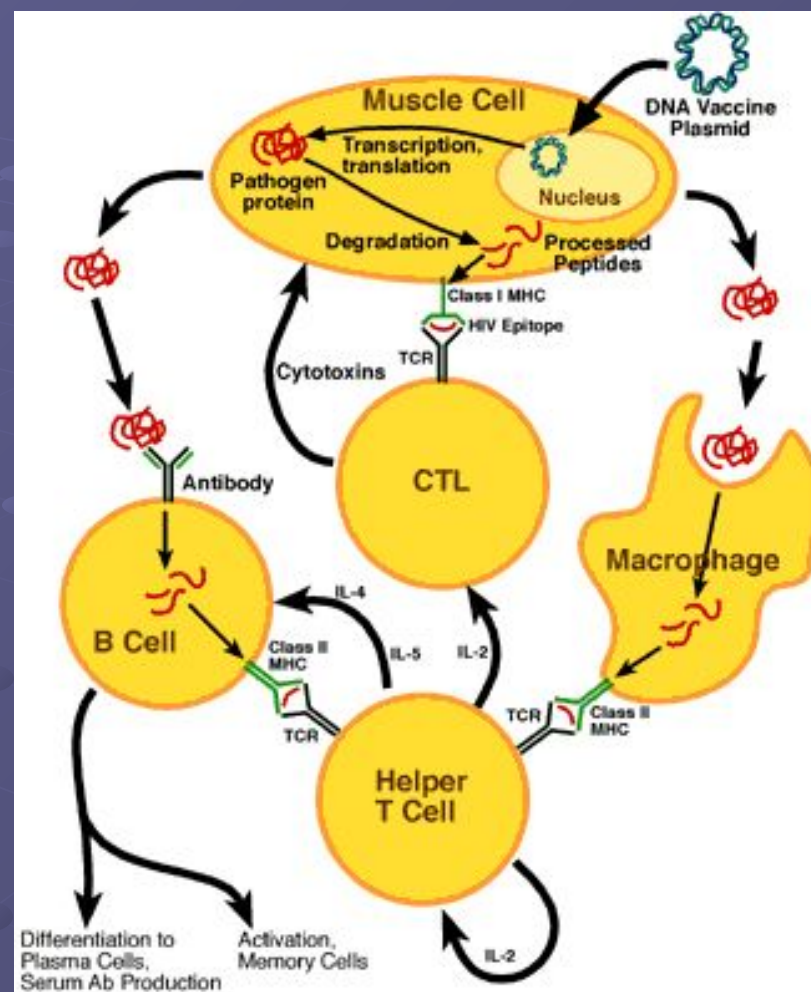 DNA Vaccine
Plasmid
Muscle Cell
Transcription,
translation
Pathogen
protein
Nucleus
Degradation
Processed
Peptides
Class I MHC
HIV Epitope
TCR
Cytotoxins
CTL
Antibody
Macrophage
B Cell
IL-4
IL-5
IL-2
Class II
MHC
TCR
TCR
Class II
MHC
Helper
T Cell
IL-2
Differentiation to
Plasma Cells,
Serum Ab Production
Activation,
Memory Cells